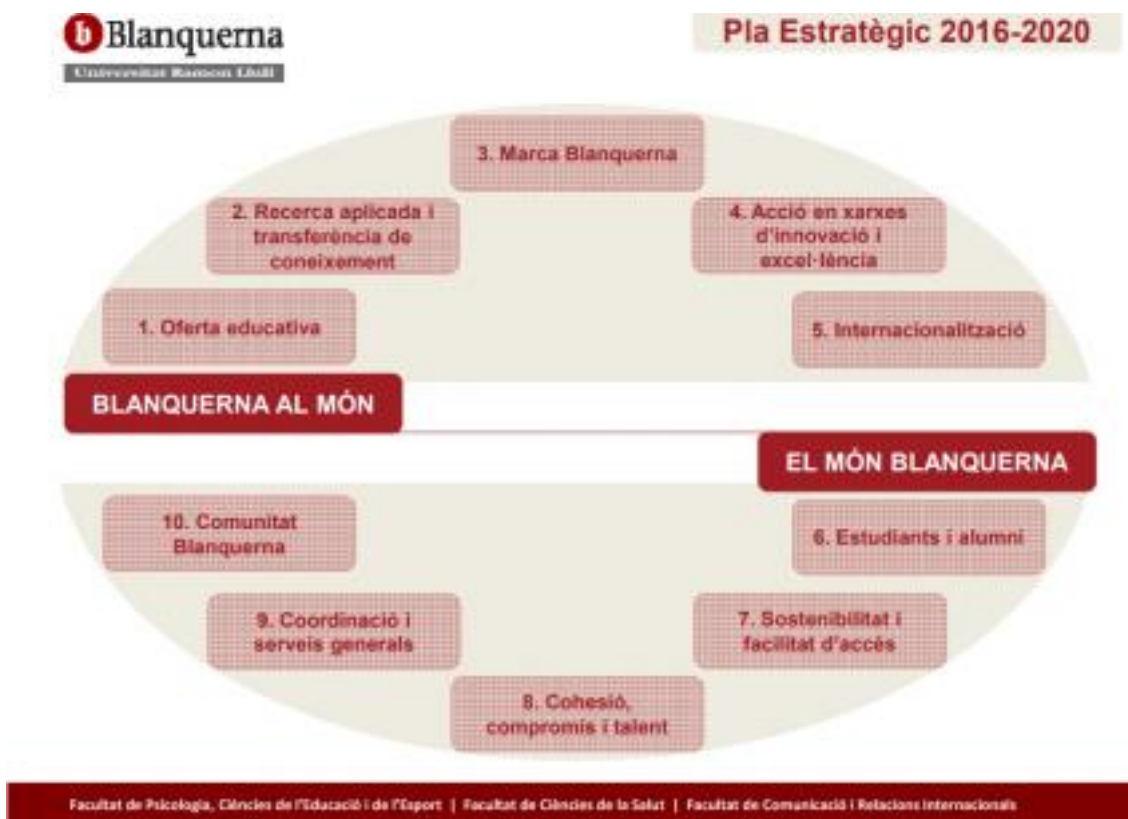 b Blanquerna
Universitat Ramon Llull
Pla Estratègic 2016-2020
3. Marca Blanquerna
2. Recerca aplicada i
transferència de
coneixement
4. Acció en xarxes
d'innovació i
excel·lència
1. Oferta educativa
5. Internacionalització
BLANQUERNA AL MÓN
EL MÓN BLANQUERNA
10. Comunitat
Blanquerna
6. Estudiants i alumni
9. Coordinació i
serveis generals
7. Sostenibilitat i
facilitat d'accés
8. Cohesió,
compromís i talent
Facultat de Psicologia, Ciències de l'Educació i de l'Esport | Facultat de Ciències de la Salut | Facultat de Comunicació i Relacions Internacionals